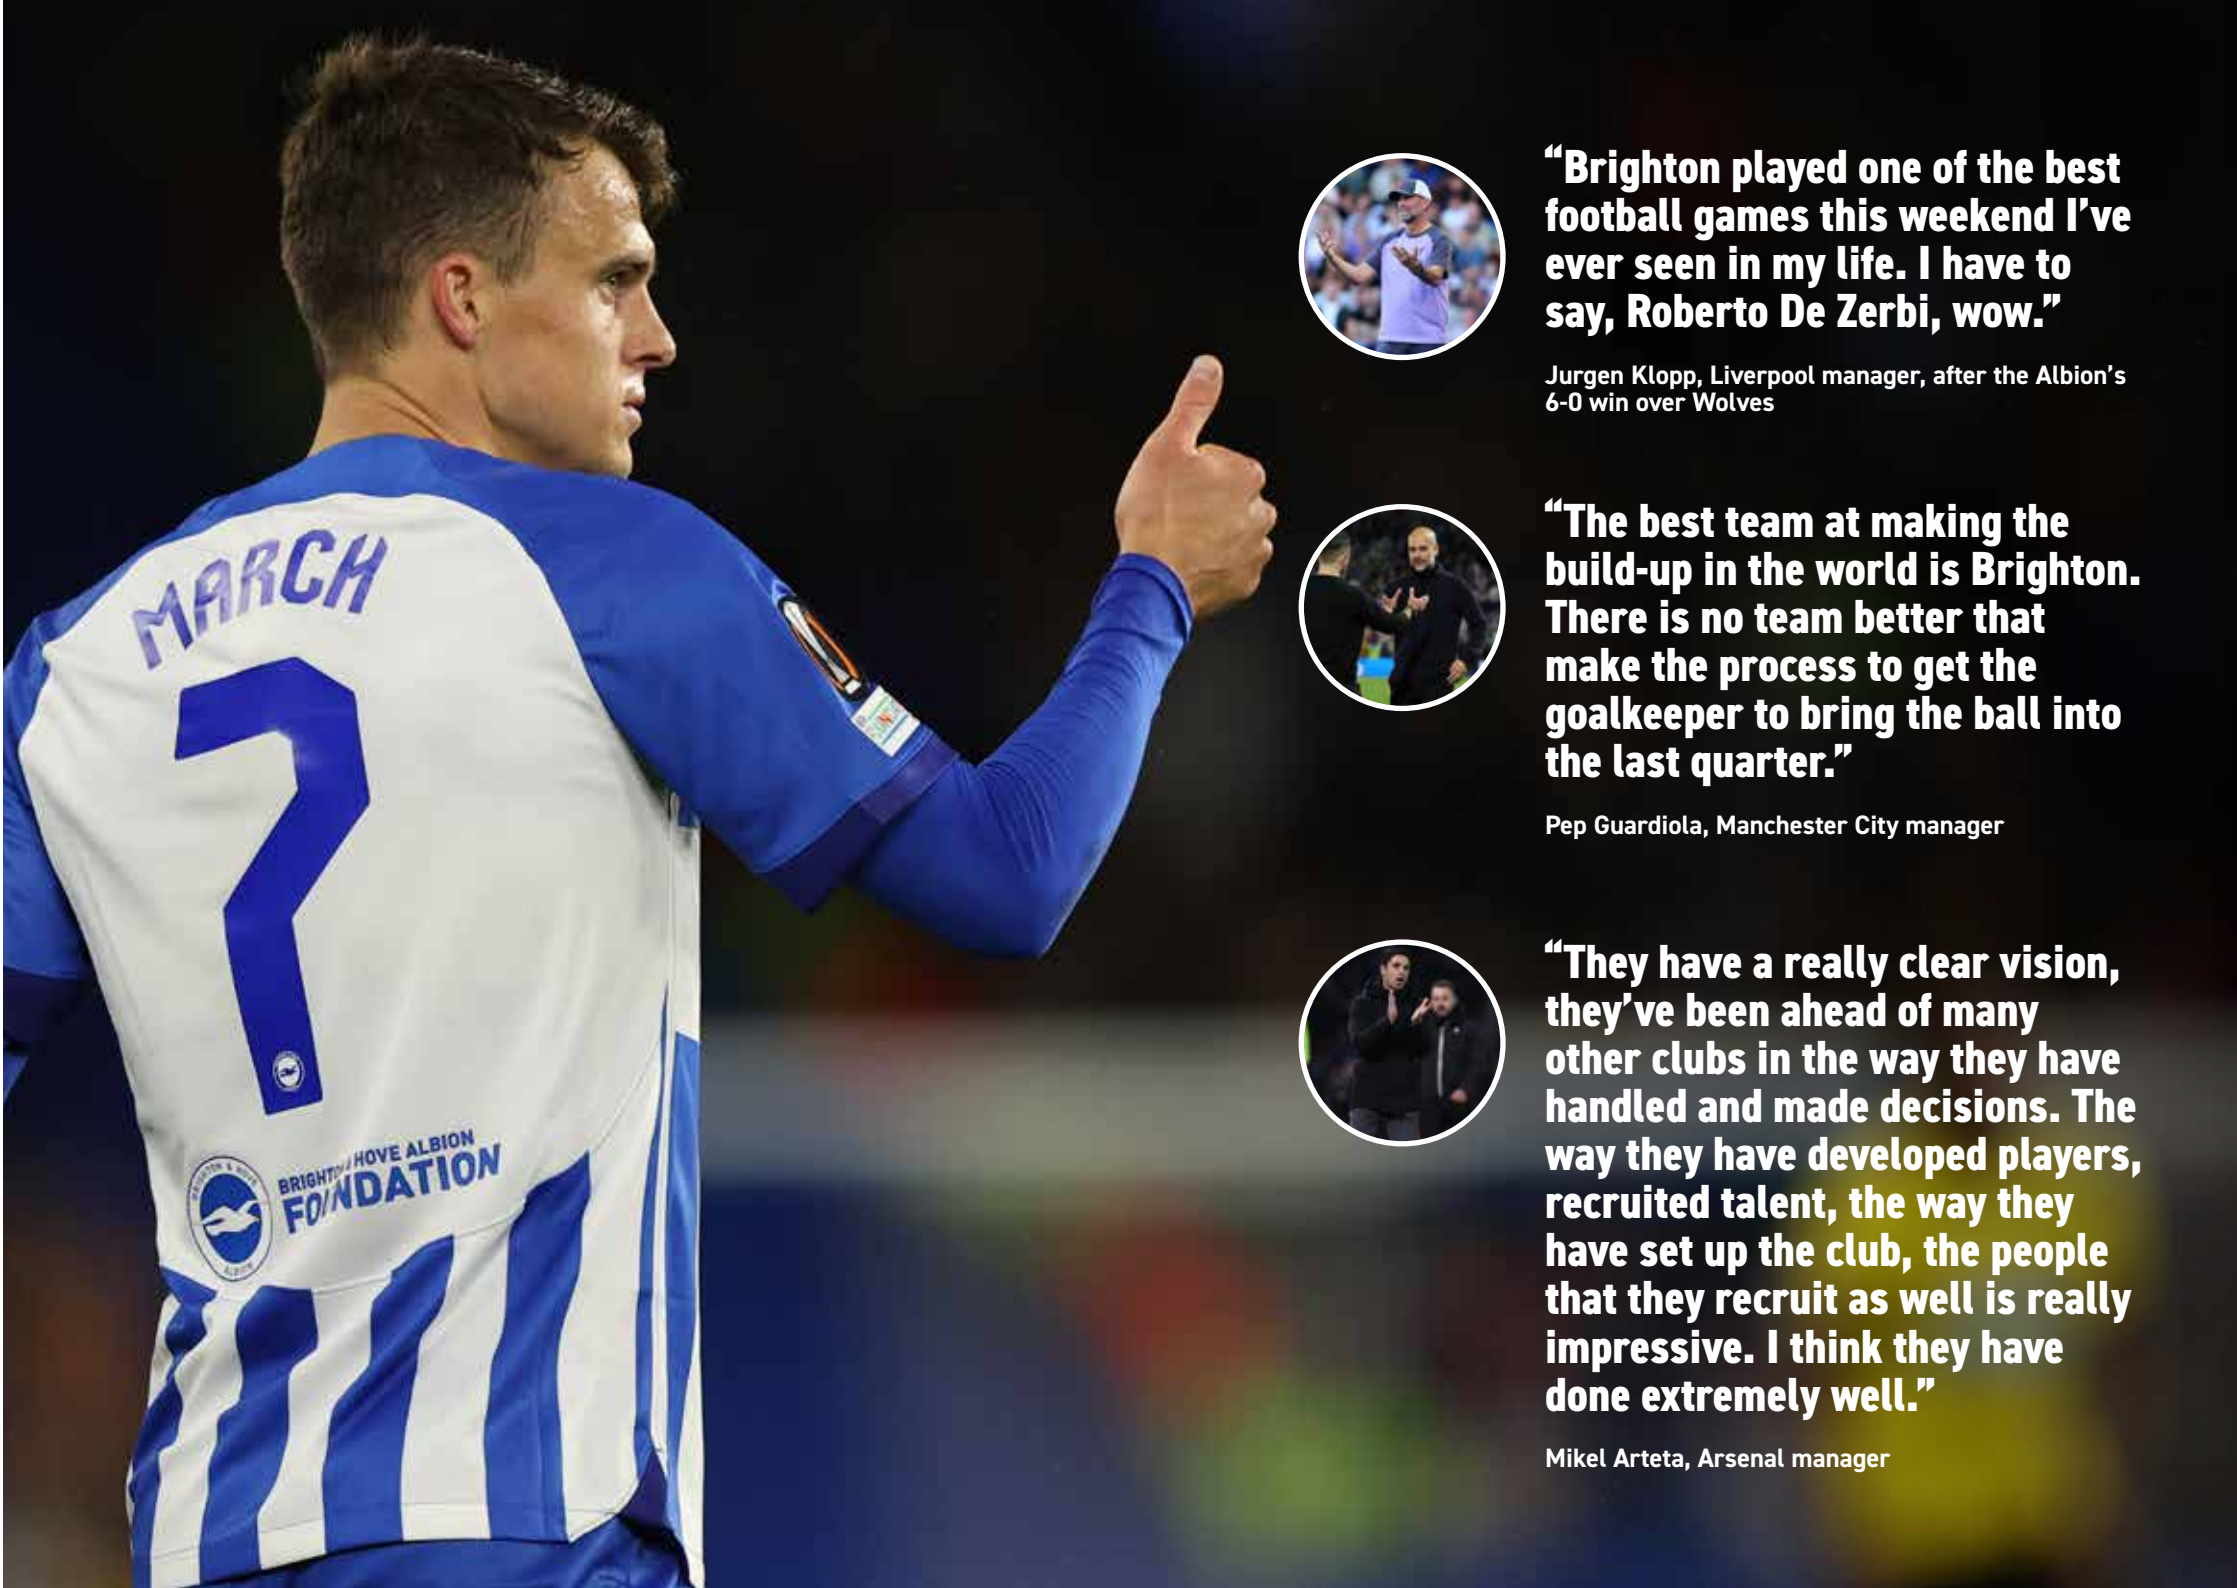 MARCH
7
BRIGHTON & HOVE ALBION
BRIGHTON HOVE ALBION
FOUNDATION
“Brighton played one of the best
football games this weekend I’ve
ever seen in my life. I have to
say, Roberto De Zerbi, wow.”
Jurgen Klopp, Liverpool manager, after the Albion’s
6-0 win over Wolves
“The best team at making the
build-up in the world is Brighton.
There is no team better that
make the process to get the
goalkeeper to bring the ball into
the last quarter.”
Pep Guardiola, Manchester City manager
“They have a really clear vision,
they’ve been ahead of many
other clubs in the way they have
handled and made decisions. The
way they have developed players,
recruited talent, the way they
have set up the club, the people
that they recruit as well is really
impressive. I think they have
done extremely well.”
Mikel Arteta, Arsenal manager